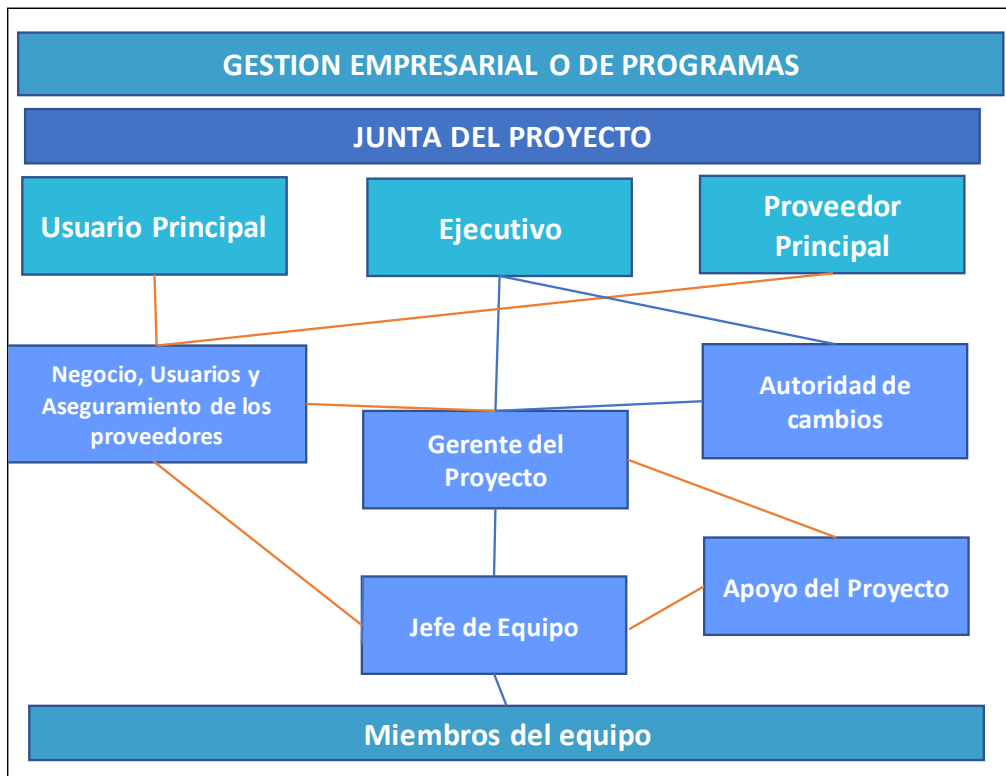 GESTION EMPRESARIAL O DE PROGRAMAS
JUNTA DEL PROYECTO
Usuario Principal
Ejecutivo
Proveedor
Principal
Negocio, Usuarios y
Aseguramiento de los
proveedores
Autoridad de
cambios
Gerente del
Proyecto
Apoyo del Proyecto
Jefe de Equipo
Miembros del equipo